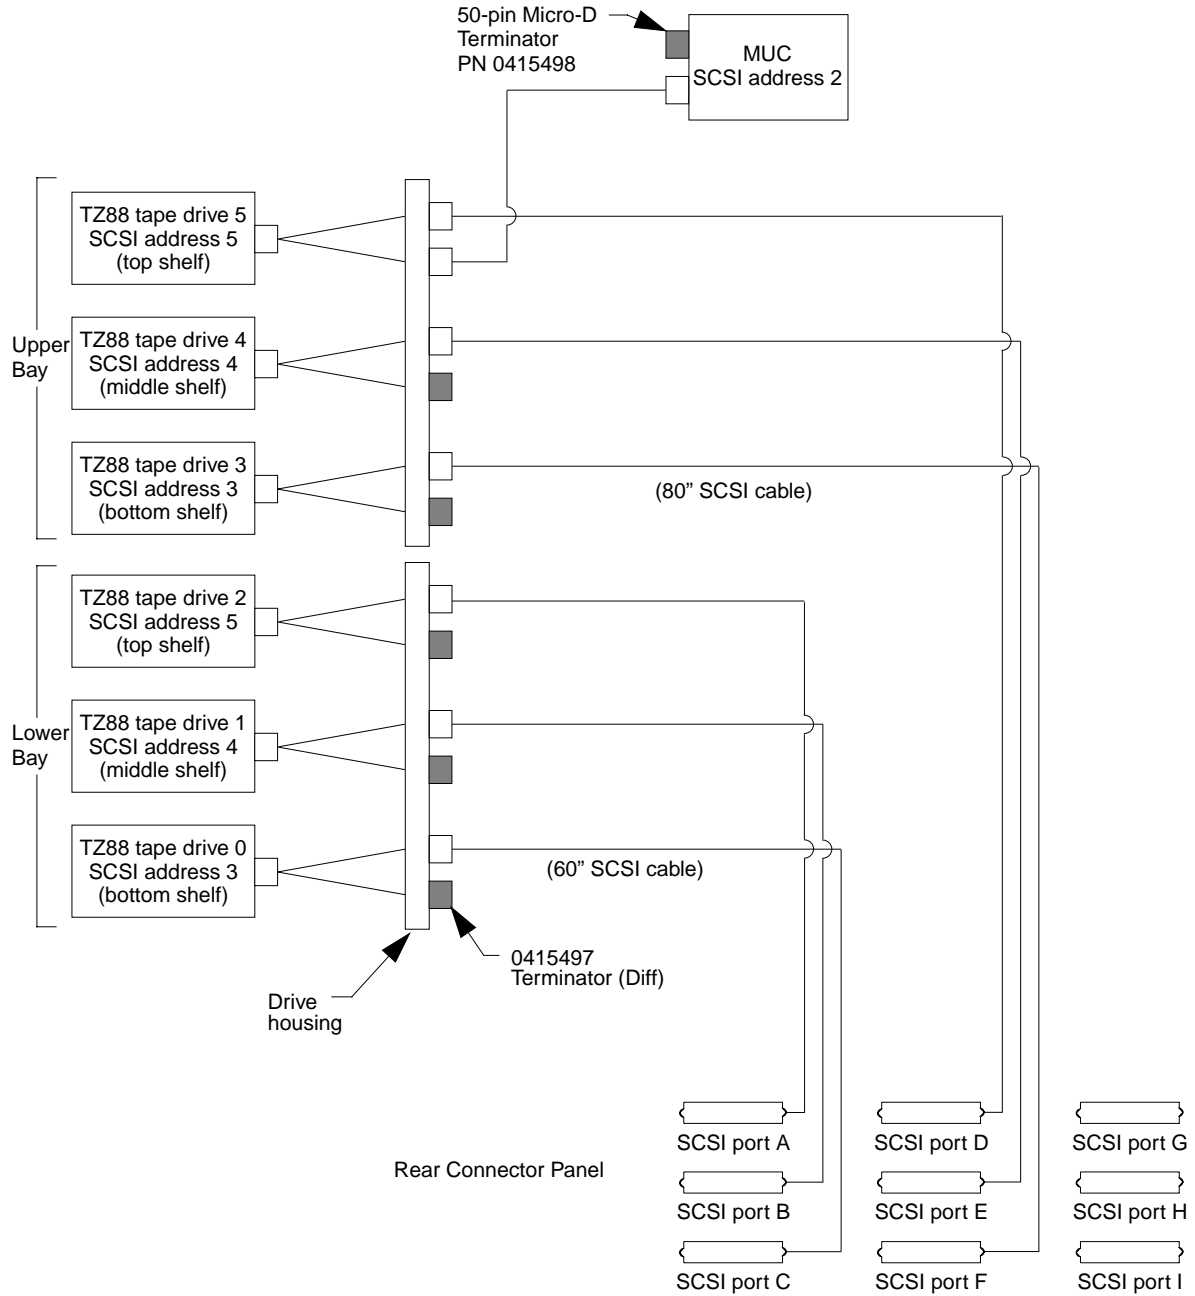 50-pin Micro-D
Terminator
PN 0415498
MUC
SCSI address 2
TZ88 tape drive 5
SCSI address 5
(top shelf)
Upper
Bay
TZ88 tape drive 4
SCSI address 4
(middle shelf)
TZ88 tape drive 3
SCSI address 3
(bottom shelf)
(80” SCSI cable)
TZ88 tape drive 2
SCSI address 5
(top shelf)
Lower
Bay
TZ88 tape drive 1
SCSI address 4
(middle shelf)
TZ88 tape drive 0
SCSI address 3
(bottom shelf)
(60” SCSI cable)
0415497
Terminator (Diff)
Drive
housing
Rear Connector Panel
SCSI port A
SCSI port D
SCSI port G
SCSI port B
SCSI port E
SCSI port H
SCSI port C
SCSI port F
SCSI port I